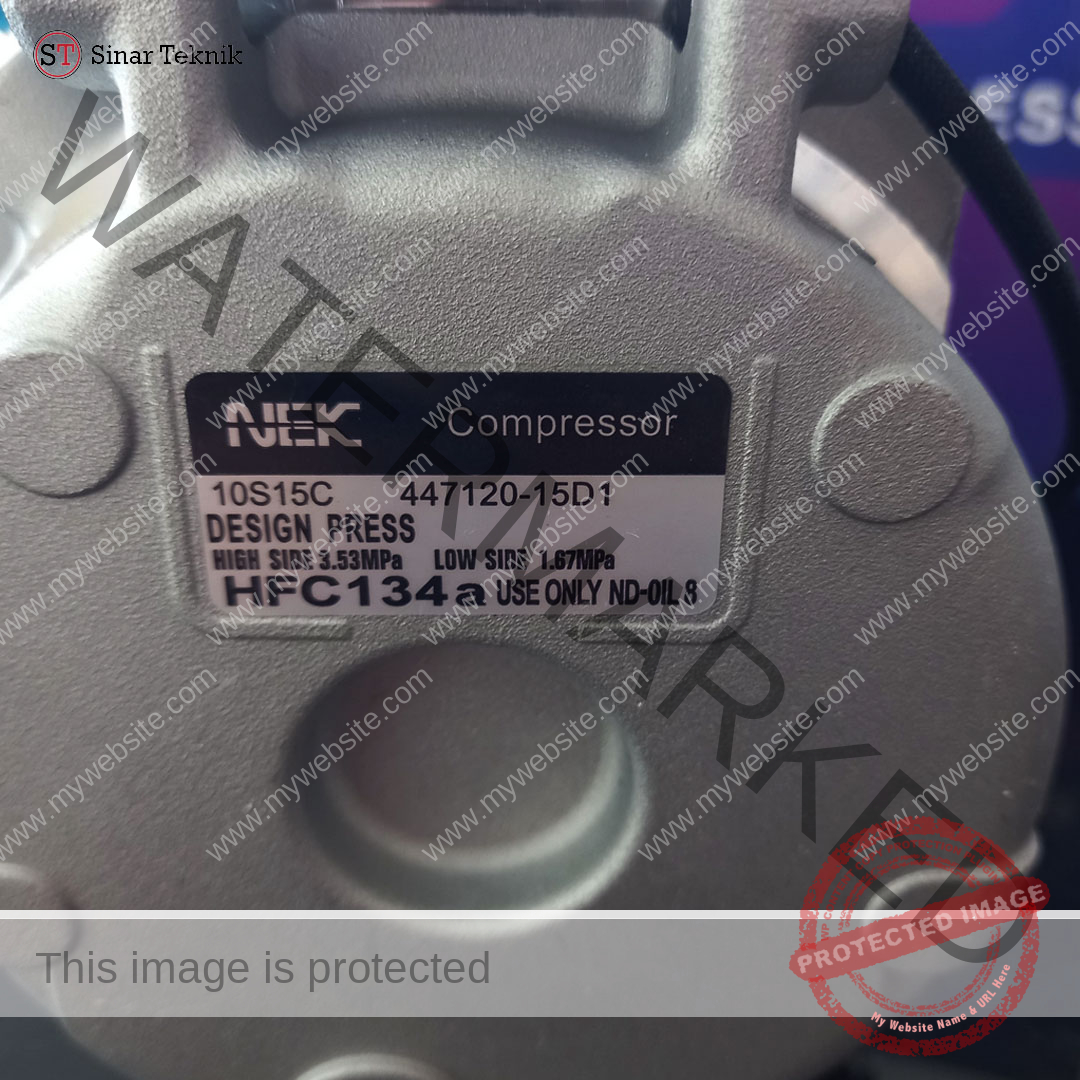 ST Sinar Teknik
ESS
WATERMARKED
NEK Compressor
10S15C 447120-15D1
DESIGN PRESS
HIGH SIDE 3.53MPa LOW SIDE 1.67MPa
HFC134a USE ONLY ND-OIL 8
www.mywebsite.com
PROTECTED IMAGE
My Website Name & URL Here
This image is protected